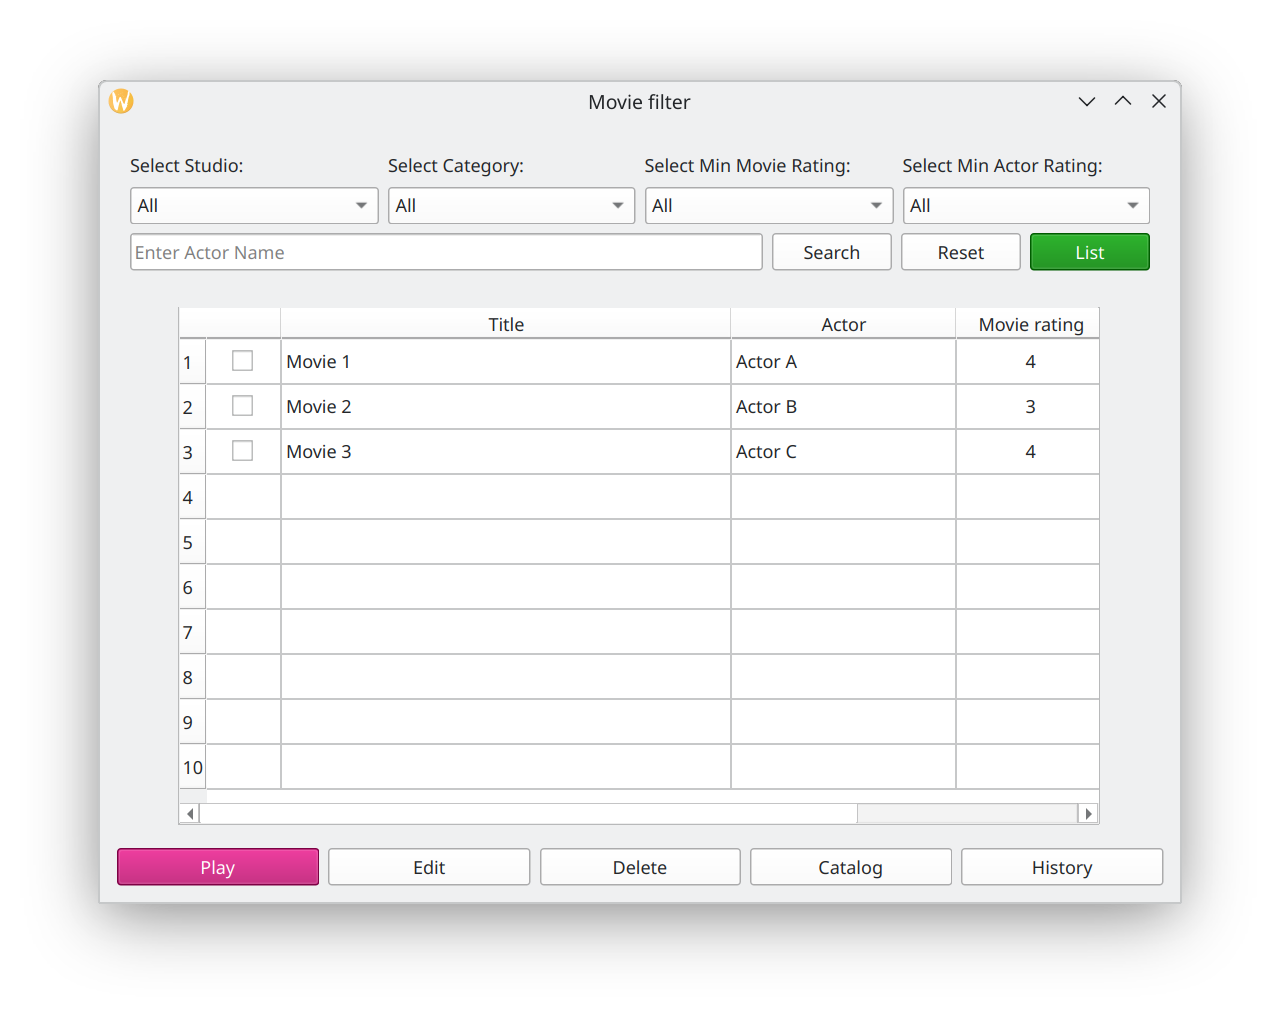 W
Movie filter
Select Studio: Select Category: Select Min Movie Rating: Select Min Actor Rating:
All All All All
Enter Actor Name Search Reset List
Title Actor Movie rating
1 Movie 1 Actor A 4
2 Movie 2 Actor B 3
3 Movie 3 Actor C 4
4
5
6
7
8
9
10
Play Edit Delete Catalog History